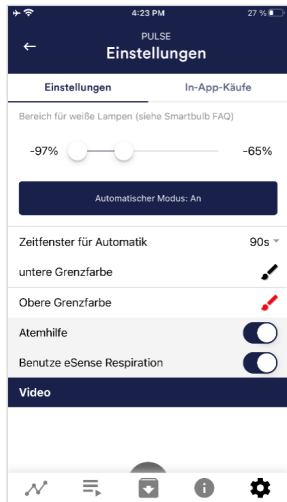 4:23 PM
27 %
PULSE
Einstellungen
Einstellungen
In-App-Käufe
Bereich für weiße Lampen (siehe Smartbulb FAQ)
-97%
-65%
Automatischer Modus: An
Zeitfenster für Automatik
90s
untere Grenzfarbe
Obere Grenzfarbe
Atemhilfe
Benutze eSense Respiration
Video